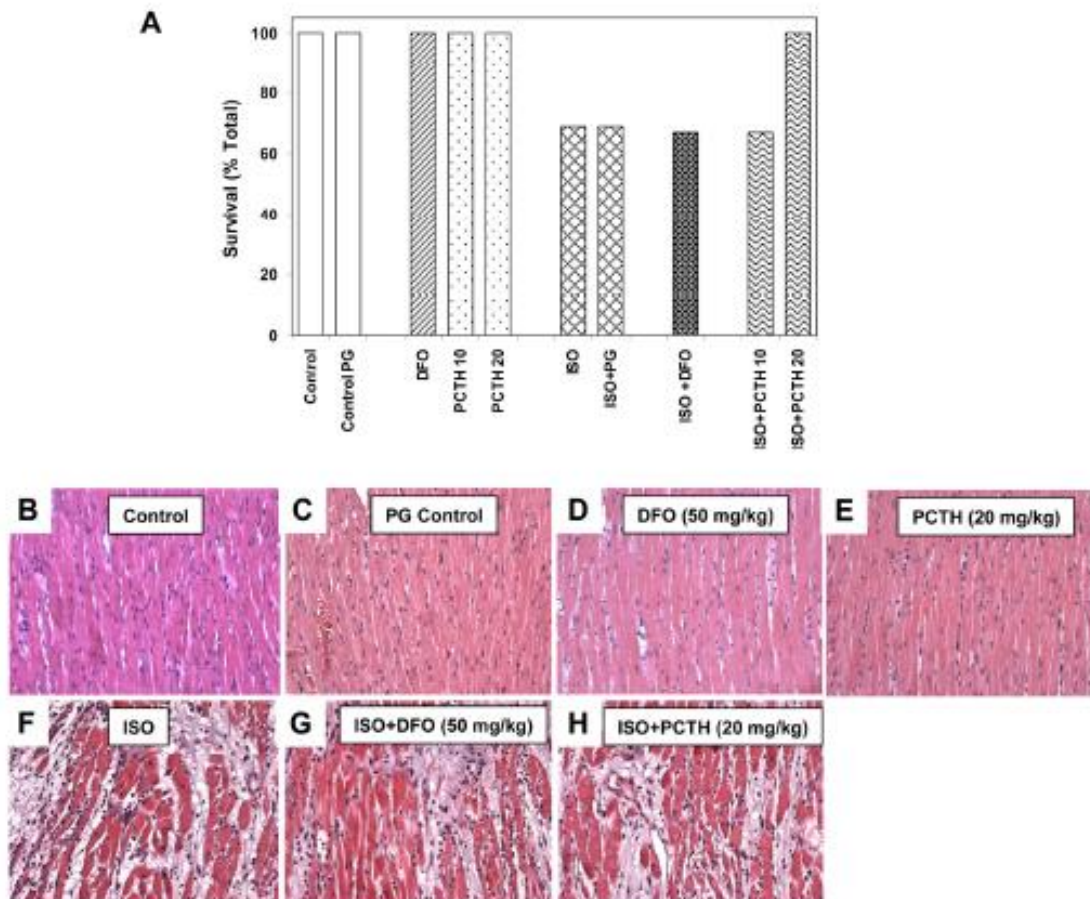 A
Survival (% Total)
100
80
60
40
20
0
Control
Control PG
DFO
PCTH 10
PCTH 20
ISO
ISO+PG
ISO +DFO
ISO+PCTH 10
ISO+PCTH 20
B Control
C PG Control
D DFO (50 mg/kg)
E PCTH (20 mg/kg)
F ISO
G ISO+DFO (50 mg/kg)
H ISO+PCTH (20 mg/kg)